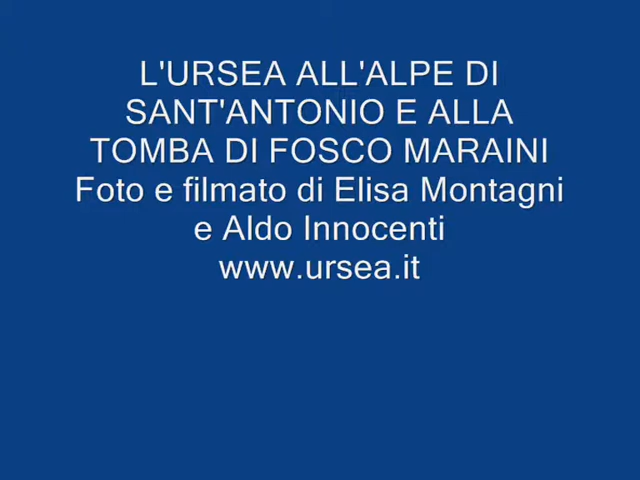 L'URSEA ALL'ALPE DI
SANT'ANTONIO E ALLA
TOMBA DI FOSCO MARAINI
Foto e filmato di Elisa Montagni
e Aldo Innocenti
www.ursea.it